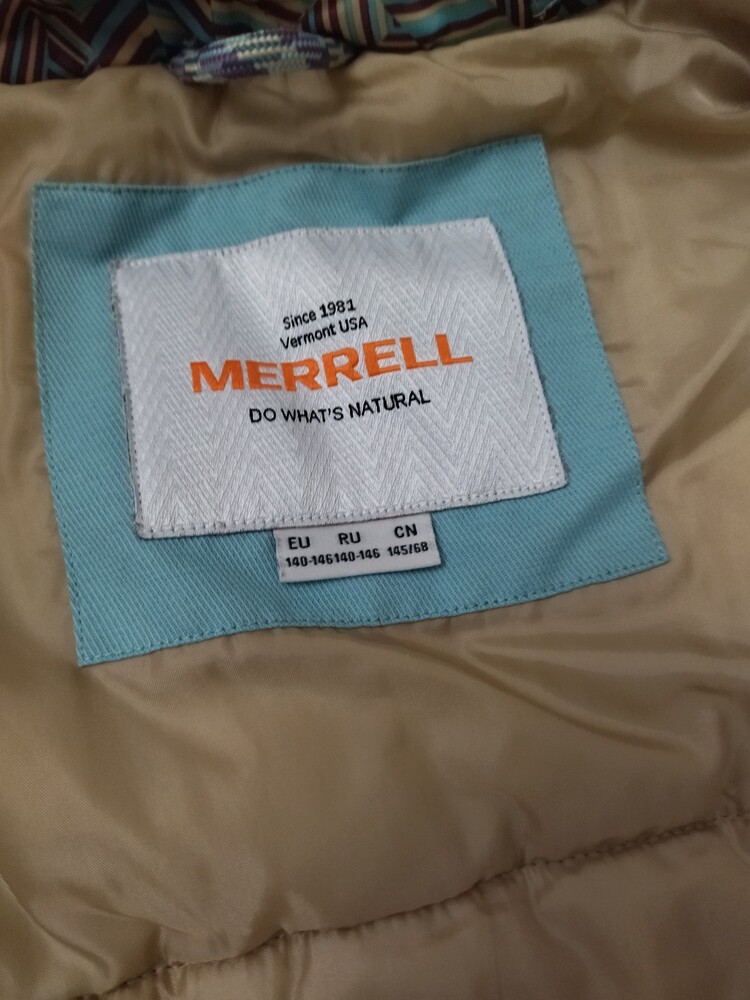 Since 1981
Vermont USA
MERRELL
DO WHAT'S NATURAL
EU RU CN
140-146 140-146 145/68